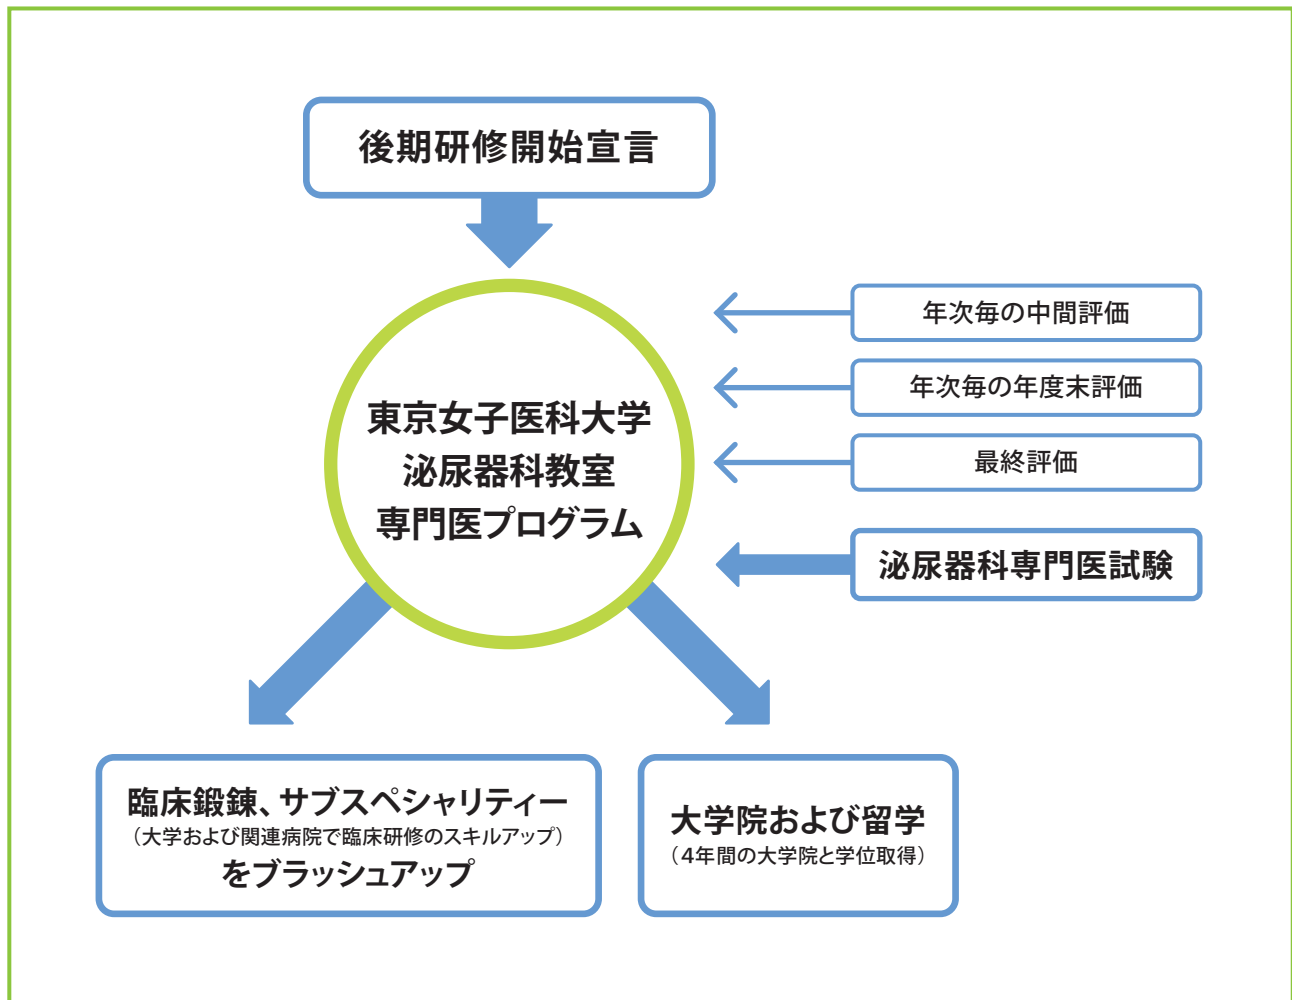 後期研修開始宣言
東京女子医科大学
泌尿器科教室
専門医プログラム
年次毎の中間評価
年次毎の年度末評価
最終評価
泌尿器科専門医試験
臨床鍛錬、サブスペシャリティー
（大学および関連病院で臨床研修のスキルアップ）
をブラッシュアップ
大学院および留学
（4年間の大学院と学位取得）